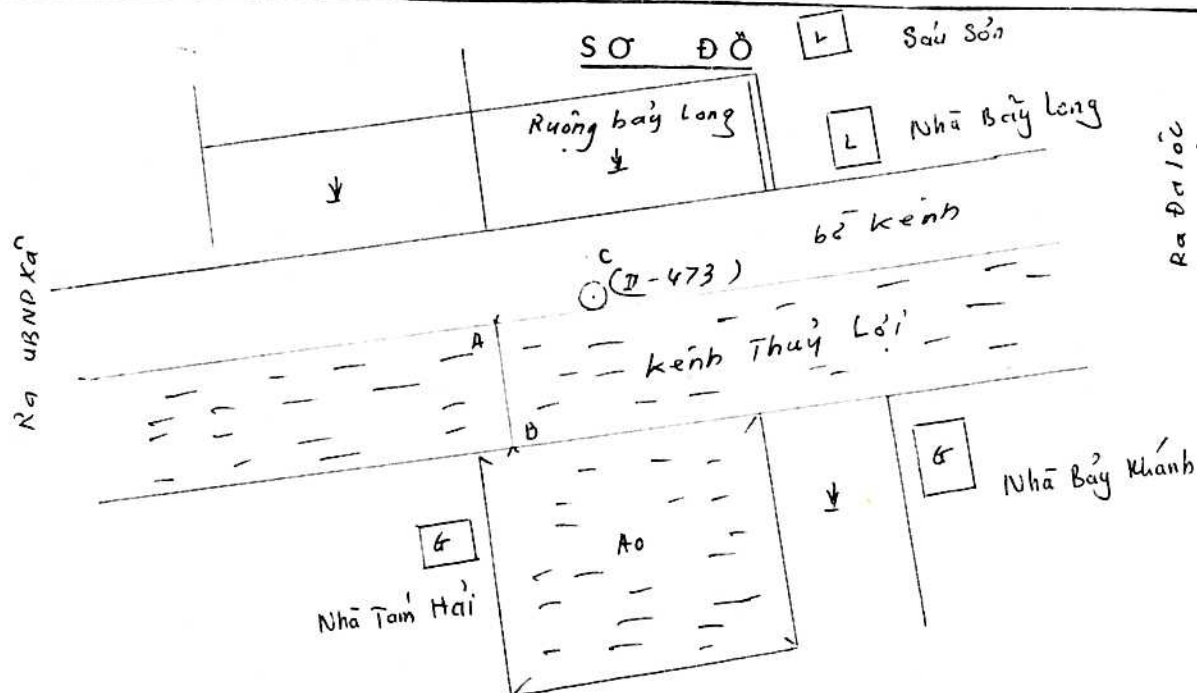 SƠ ĐỒ
L Sáu Sơn
Ruộng bảy Long
L Nhà Bảy Long
Ra Đa lộc
bờ kênh
C
(II-473)
Ra UBND Xã
A
kênh Thuỷ Lợi
B
G
Nhà Bảy Khánh
Ao
G
Nhà Tám Hải